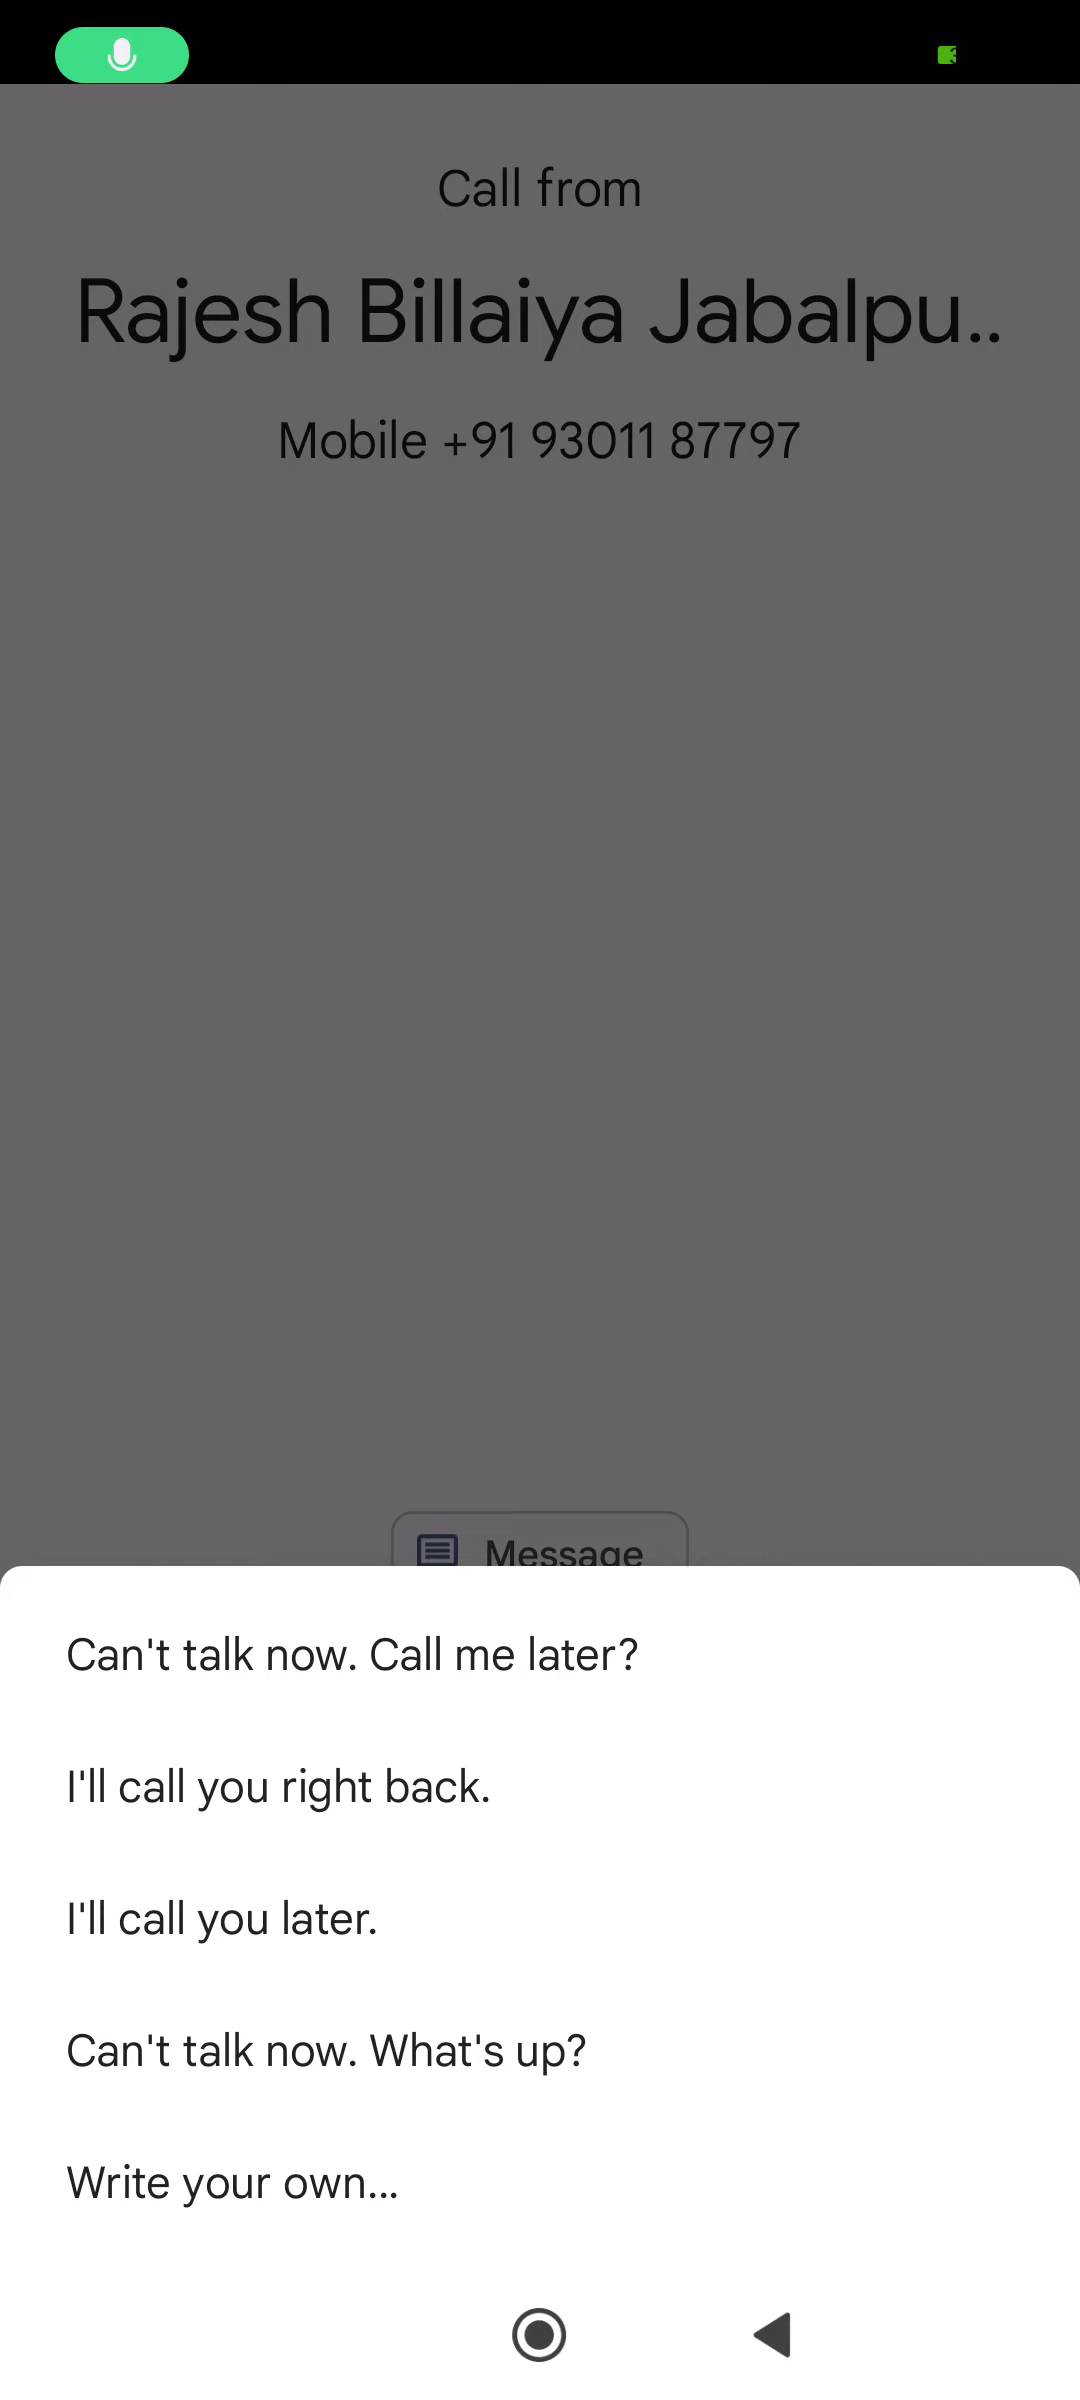 Call from
Rajesh Billaiya Jabalpu..
Mobile +91 93011 87797
Message
Can't talk now. Call me later?
I'll call you right back.
I'll call you later.
Can't talk now. What's up?
Write your own...